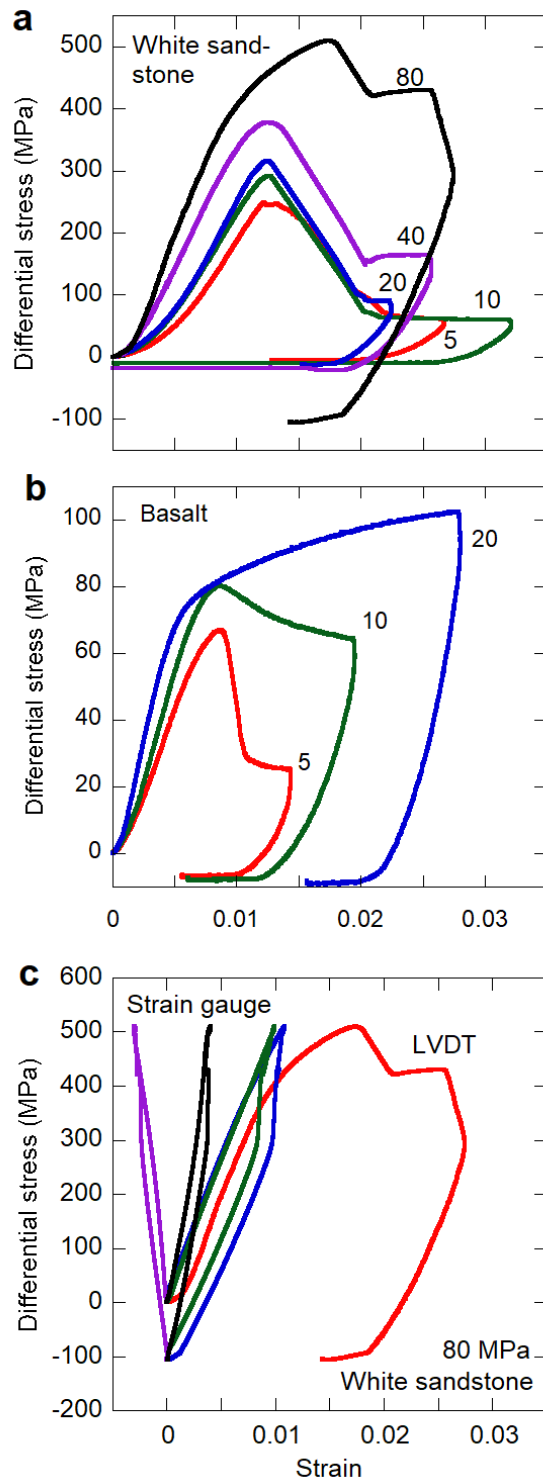 a
White sand-
stone
500
400
300
200
100
0
-100
Differential stress (MPa)
80
40
20
10
5
b
Basalt
100
80
60
40
20
0
Differential stress (MPa)
20
10
5
0
0.01
0.02
0.03
c
Strain gauge
LVDT
600
500
400
300
200
100
0
-100
-200
Differential stress (MPa)
80 MPa
White sandstone
0
0.01
0.02
0.03
Strain